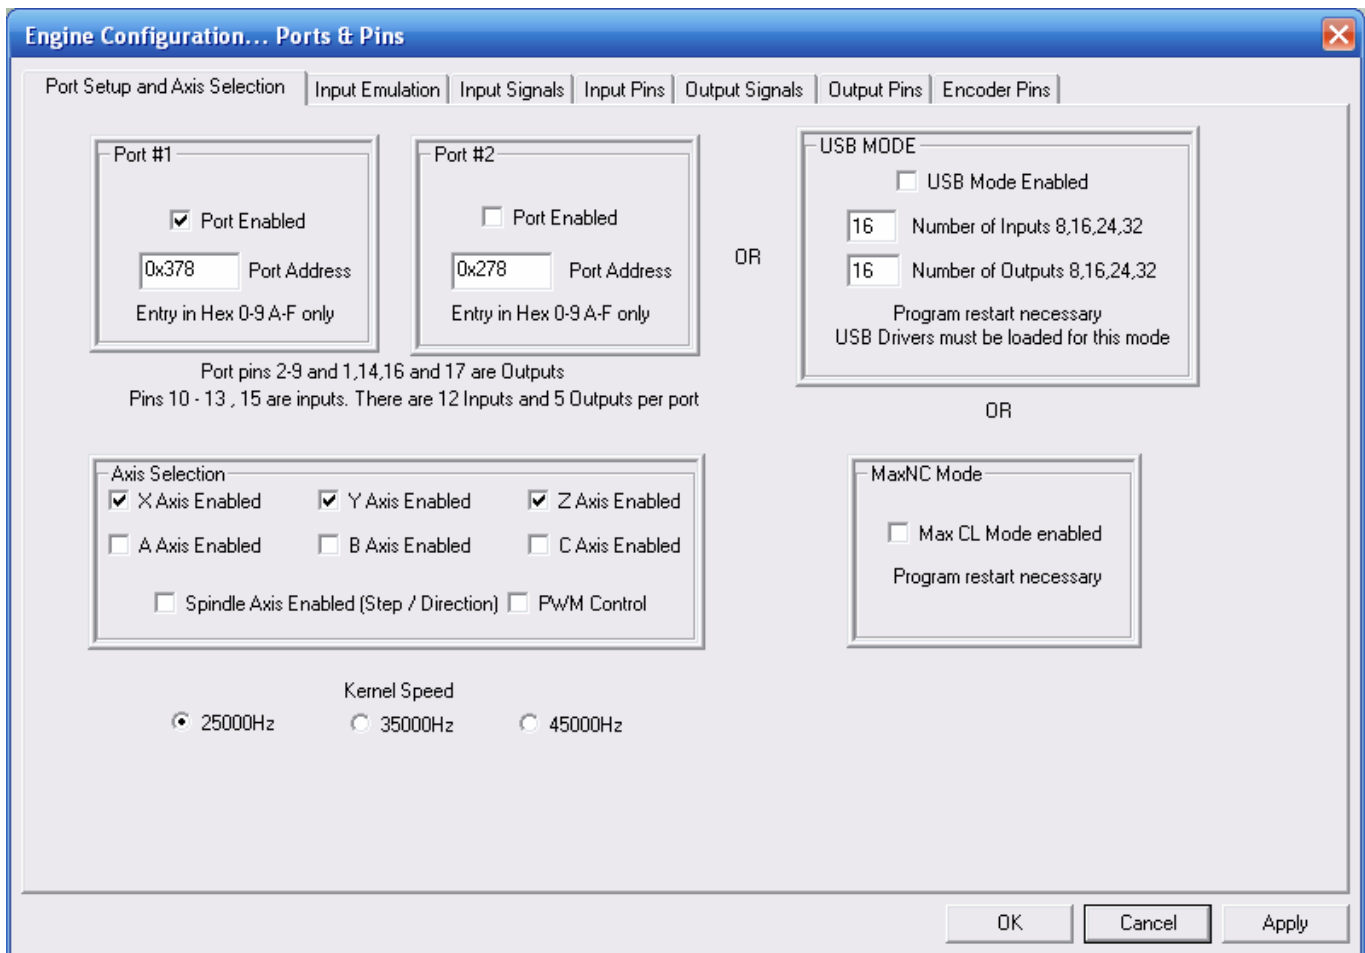 Engine Configuration... Ports & Pins
Port Setup and Axis Selection Input Emulation Input Signals Input Pins Output Signals Output Pins Encoder Pins
Port #1
Port Enabled
0x378 Port Address
Entry in Hex 0-9 A-F only
Port #2
Port Enabled
0x278 Port Address
Entry in Hex 0-9 A-F only
OR
USB MODE
USB Mode Enabled
16 Number of Inputs 8,16,24,32
16 Number of Outputs 8,16,24,32
Program restart necessary
USB Drivers must be loaded for this mode
Port pins 2-9 and 1,14,16 and 17 are Outputs
Pins 10 - 13 , 15 are inputs. There are 12 Inputs and 5 Outputs per port
OR
Axis Selection
X Axis Enabled Y Axis Enabled Z Axis Enabled
A Axis Enabled B Axis Enabled C Axis Enabled
Spindle Axis Enabled (Step / Direction) PWM Control
MaxNC Mode
Max CL Mode enabled
Program restart necessary
Kernel Speed
25000Hz 35000Hz 45000Hz
OK Cancel Apply